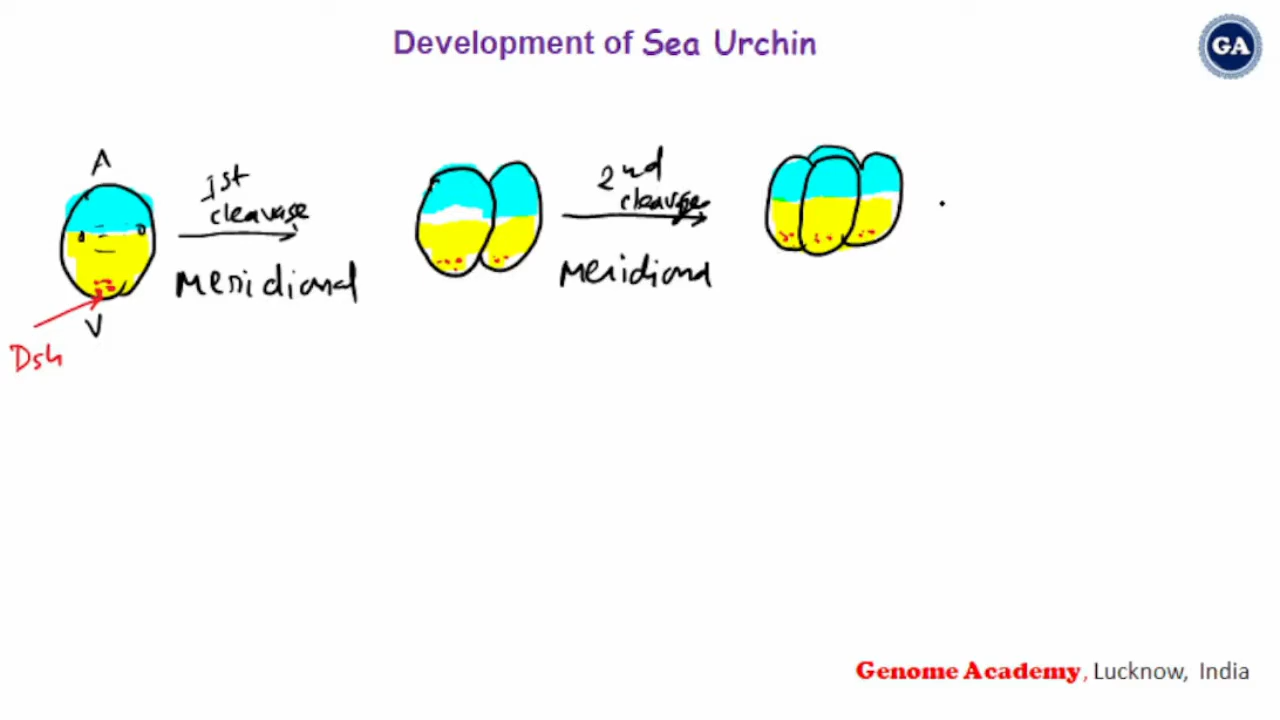 Development of Sea Urchin
GA
A
1st
cleavage
Meridional
V
Dsh
2nd
cleavage
Meridional
Genome Academy, Lucknow, India